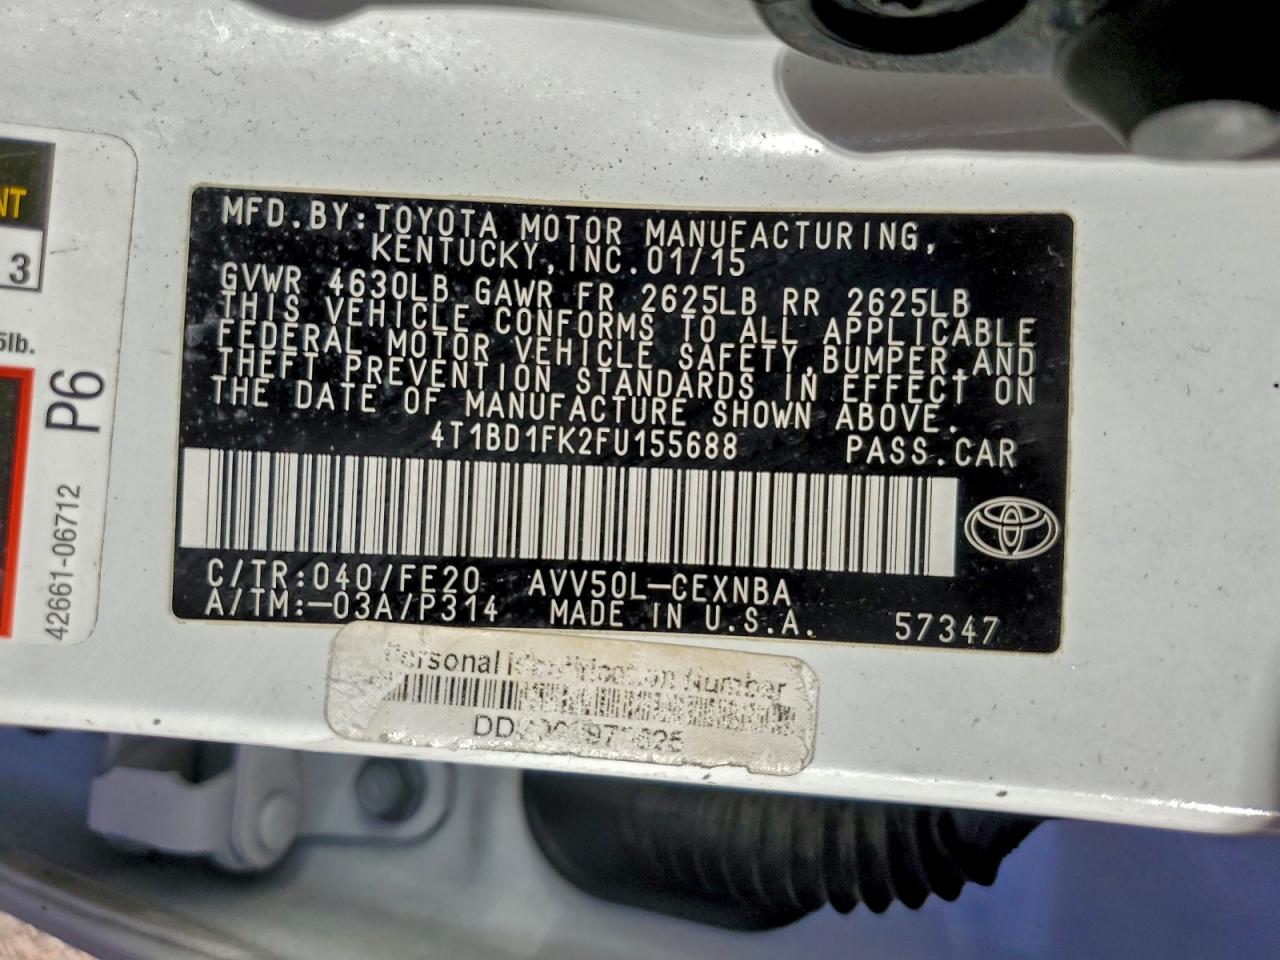 MFD. BY: TOYOTA MOTOR MANUFACTURING,
KENTUCKY, INC. 01/15
GVWR 4630LB GAWR FR 2625LB RR 2625LB
THIS VEHICLE CONFORMS TO ALL APPLICABLE
FEDERAL MOTOR VEHICLE SAFETY, BUMPER, AND
THEFT PREVENTION STANDARDS IN EFFECT ON
THE DATE OF MANUFACTURE SHOWN ABOVE.
4T1BD1FK2FU155688 PASS. CAR
C/TR: 040/FE20 AVV50L-CEXNBA
A/TM: -03A/P314 MADE IN U.S.A. 57347
Personal Identification Number
NT
3
5lb.
P6
42661-06712